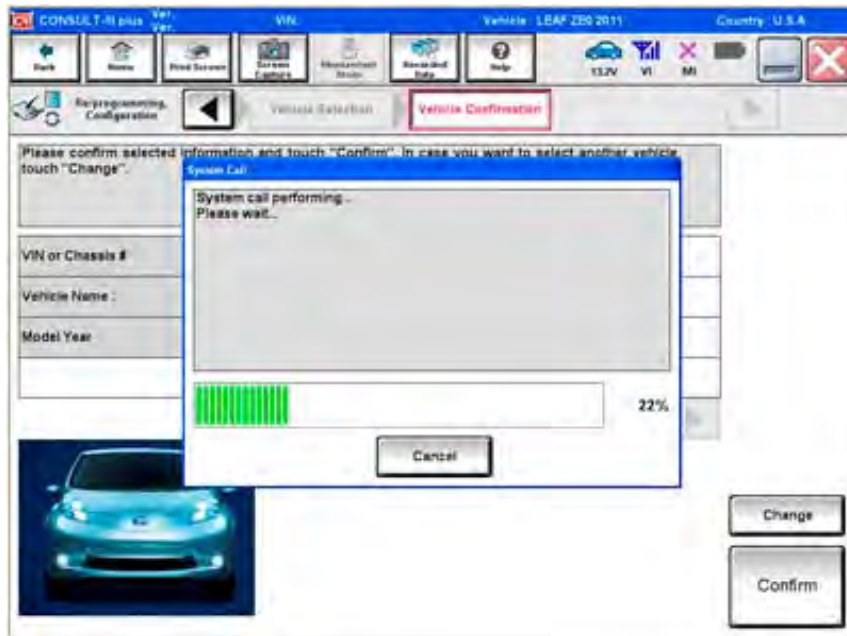 CONSULT-III plus Ver. VIN: Vehicle : LEAF ZE0 2011 Country : U.S.A.
Ver.
Back Home Print Screen Screen Capture Measurement Mode Recorded Data Help 13.2V VI MI
Re/programming, Configuration Vehicle Selection Vehicle Confirmation
Please confirm selected information and touch "Confirm". In case you want to select another vehicle
touch "Change".
System Call
System call performing...
Please wait...
VIN or Chassis #
Vehicle Name :
Model Year
22%
Cancel
Change
Confirm